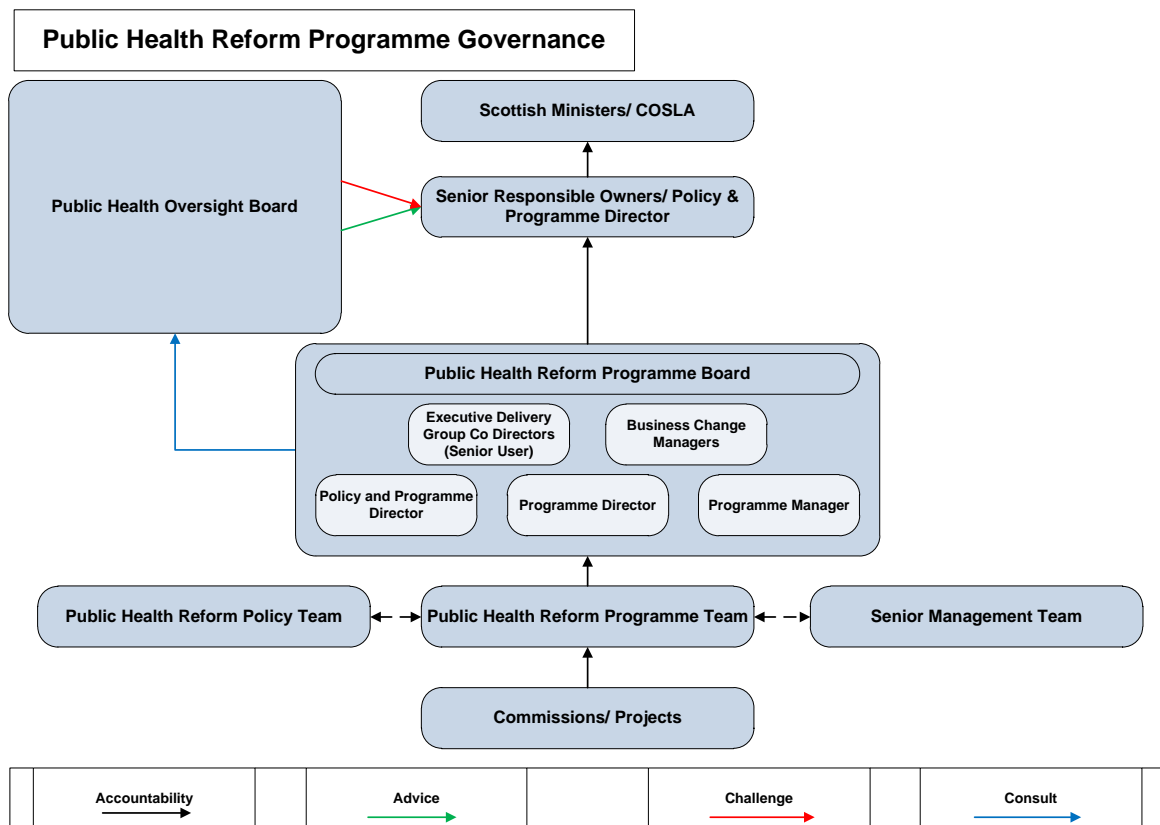 Public Health Reform Programme Governance
Scottish Ministers/ COSLA
Public Health Oversight Board
Senior Responsible Owners/ Policy &
Programme Director
Public Health Reform Programme Board
Executive Delivery
Group Co Directors
(Senior User)
Business Change
Managers
Policy and Programme
Director
Programme Director
Programme Manager
Public Health Reform Policy Team
Public Health Reform Programme Team
Senior Management Team
Commissions/ Projects
Accountability
Advice
Challenge
Consult